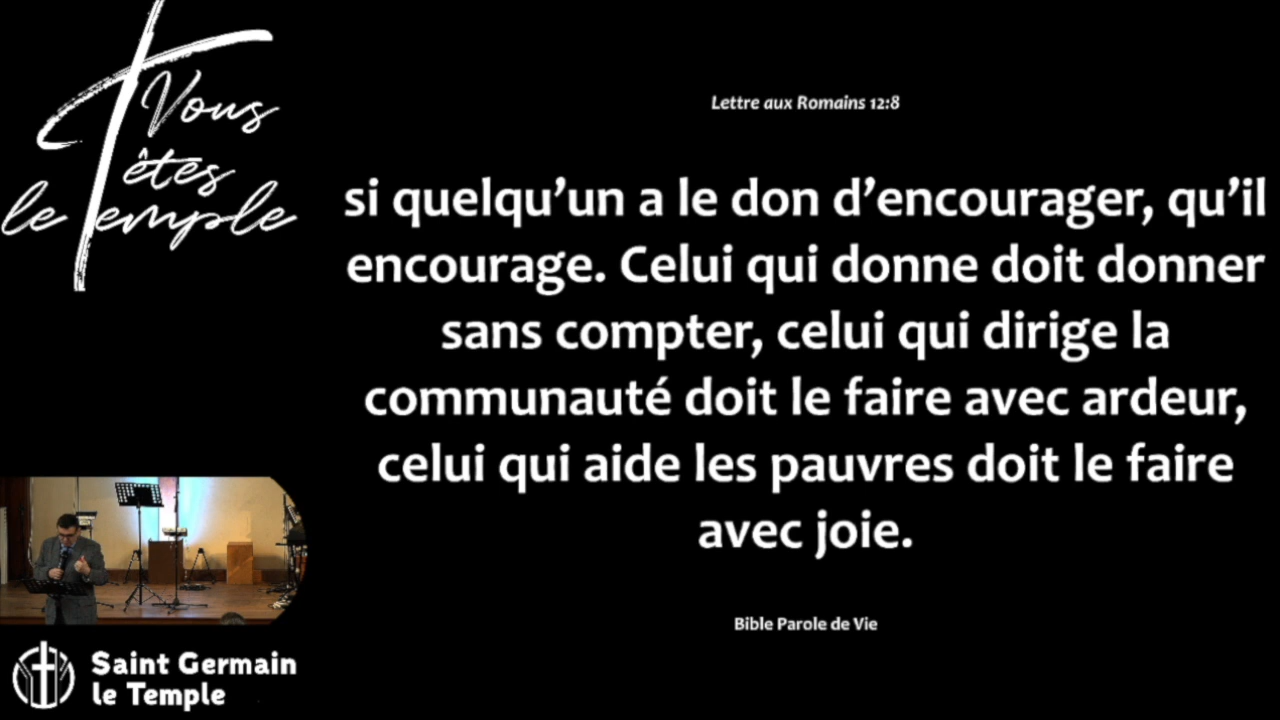 Vous
êtes
le Temple
Lettre aux Romains 12:8
si quelqu’un a le don d’encourager, qu’il
encourage. Celui qui donne doit donner
sans compter, celui qui dirige la
communauté doit le faire avec ardeur,
celui qui aide les pauvres doit le faire
avec joie.
Bible Parole de Vie
Saint Germain
le Temple